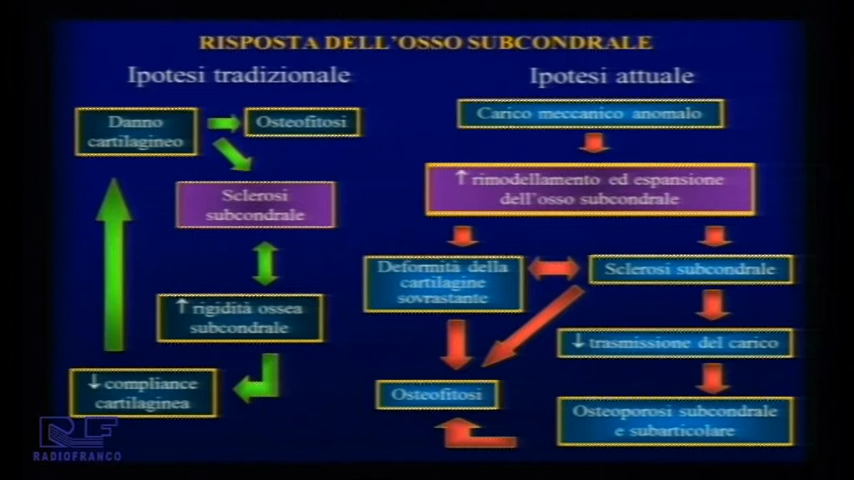 RISPOSTA DELL'OSSO SUBCONDRALE
Ipotesi tradizionale
Danno
cartilagineo
Osteofitosi
Sclerosi
subcondrale
↑ rigidità ossea
subcondrale
↓ compliance
cartilaginea
Ipotesi attuale
Carico meccanico anomalo
↑ rimodellamento ed espansione
dell'osso subcondrale
Deformità della
cartilagine
sovrastante
Sclerosi subcondrale
↓ trasmissione del carico
Osteofitosi
Osteoporosi subcondrale
e subarticolare
RF
RADIOFRANCO